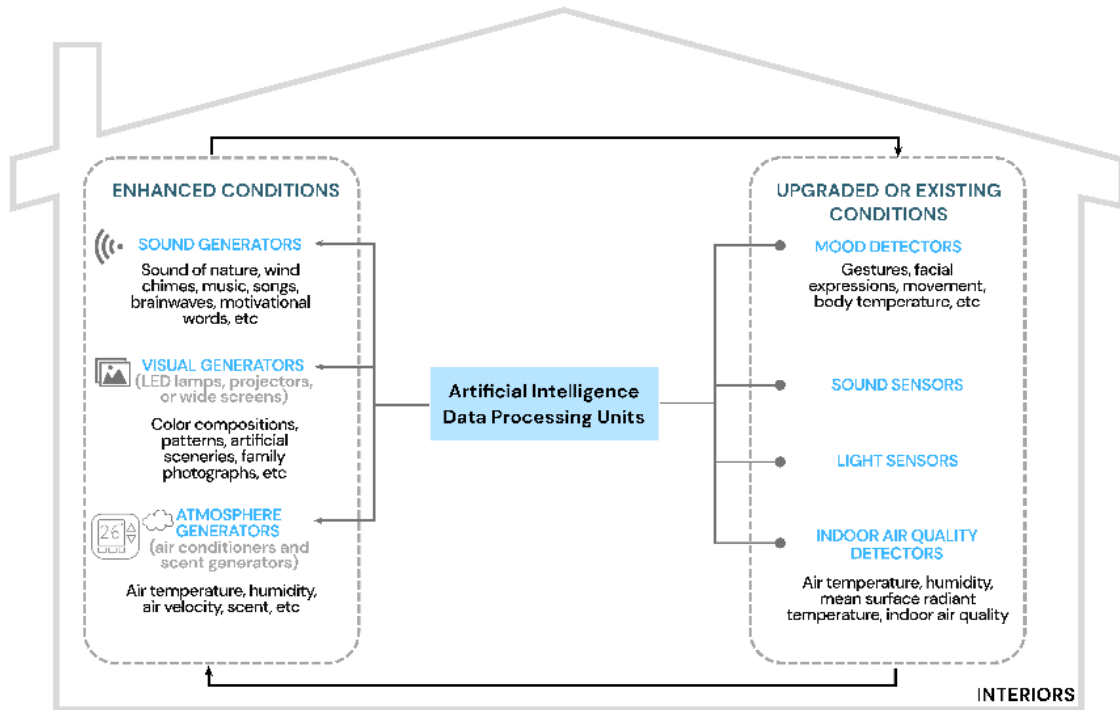 ENHANCED CONDITIONS
SOUND GENERATORS
Sound of nature, wind
chimes, music, songs,
brainwaves, motivational
words, etc
VISUAL GENERATORS
(LED lamps, projectors,
or wide screens)
Color compositions,
patterns, artificial
sceneries, family
photographs, etc
26°
ATMOSPHERE
GENERATORS
(air conditioners and
scent generators)
Air temperature, humidity,
air velocity, scent, etc
Artificial Intelligence
Data Processing Units
UPGRADED OR EXISTING
CONDITIONS
MOOD DETECTORS
Gestures, facial
expressions, movement,
body temperature, etc
SOUND SENSORS
LIGHT SENSORS
INDOOR AIR QUALITY
DETECTORS
Air temperature, humidity,
mean surface radiant
temperature, indoor air quality
INTERIORS